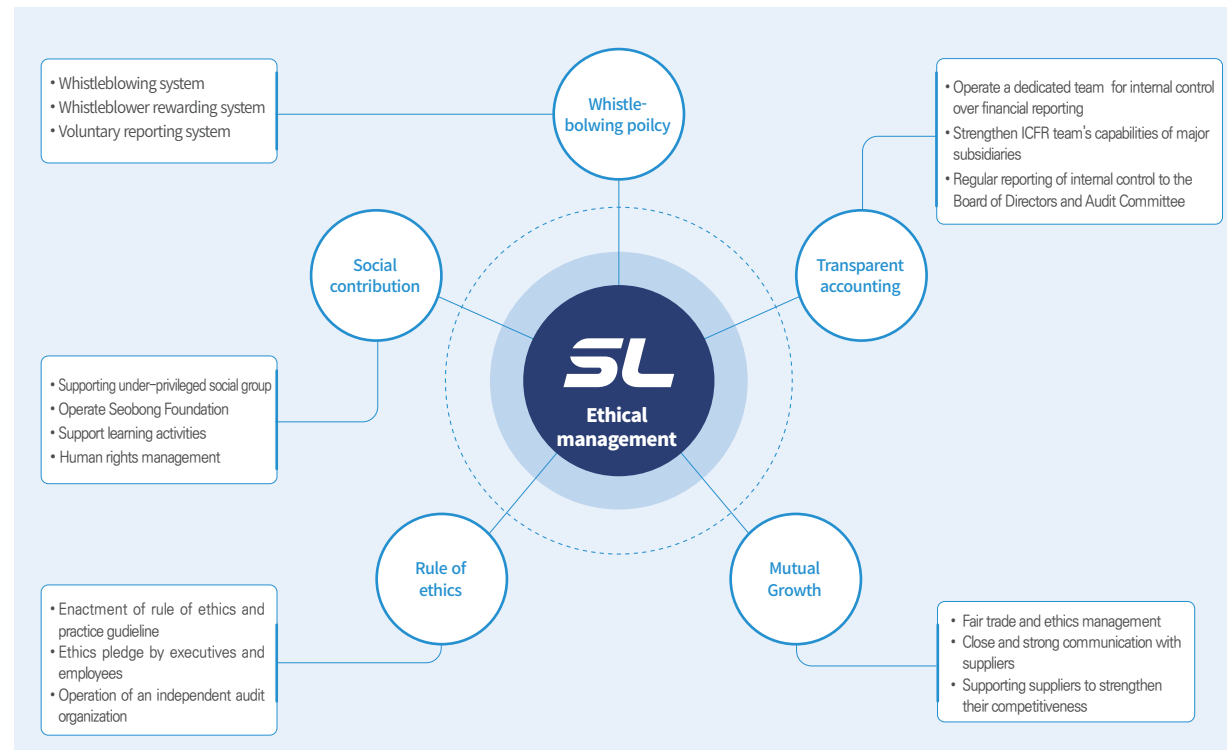 • Whistleblowing system
• Whistleblower rewarding system
• Voluntary reporting system
Whistle-
bolwing poilcy
• Operate a dedicated team for internal control
over financial reporting
• Strengthen ICFR team's capabilities of major
subsidiaries
• Regular reporting of internal control to the
Board of Directors and Audit Committee
Social
contribution
Transparent
accounting
SL
Ethical
management
• Supporting under-privileged social group
• Operate Seobong Foundation
• Support learning activities
• Human rights management
Rule of
ethics
Mutual
Growth
• Enactment of rule of ethics and
practice gudieline
• Ethics pledge by executives and
employees
• Operation of an independent audit
organization
• Fair trade and ethics management
• Close and strong communication with
suppliers
• Supporting suppliers to strengthen
their competitiveness